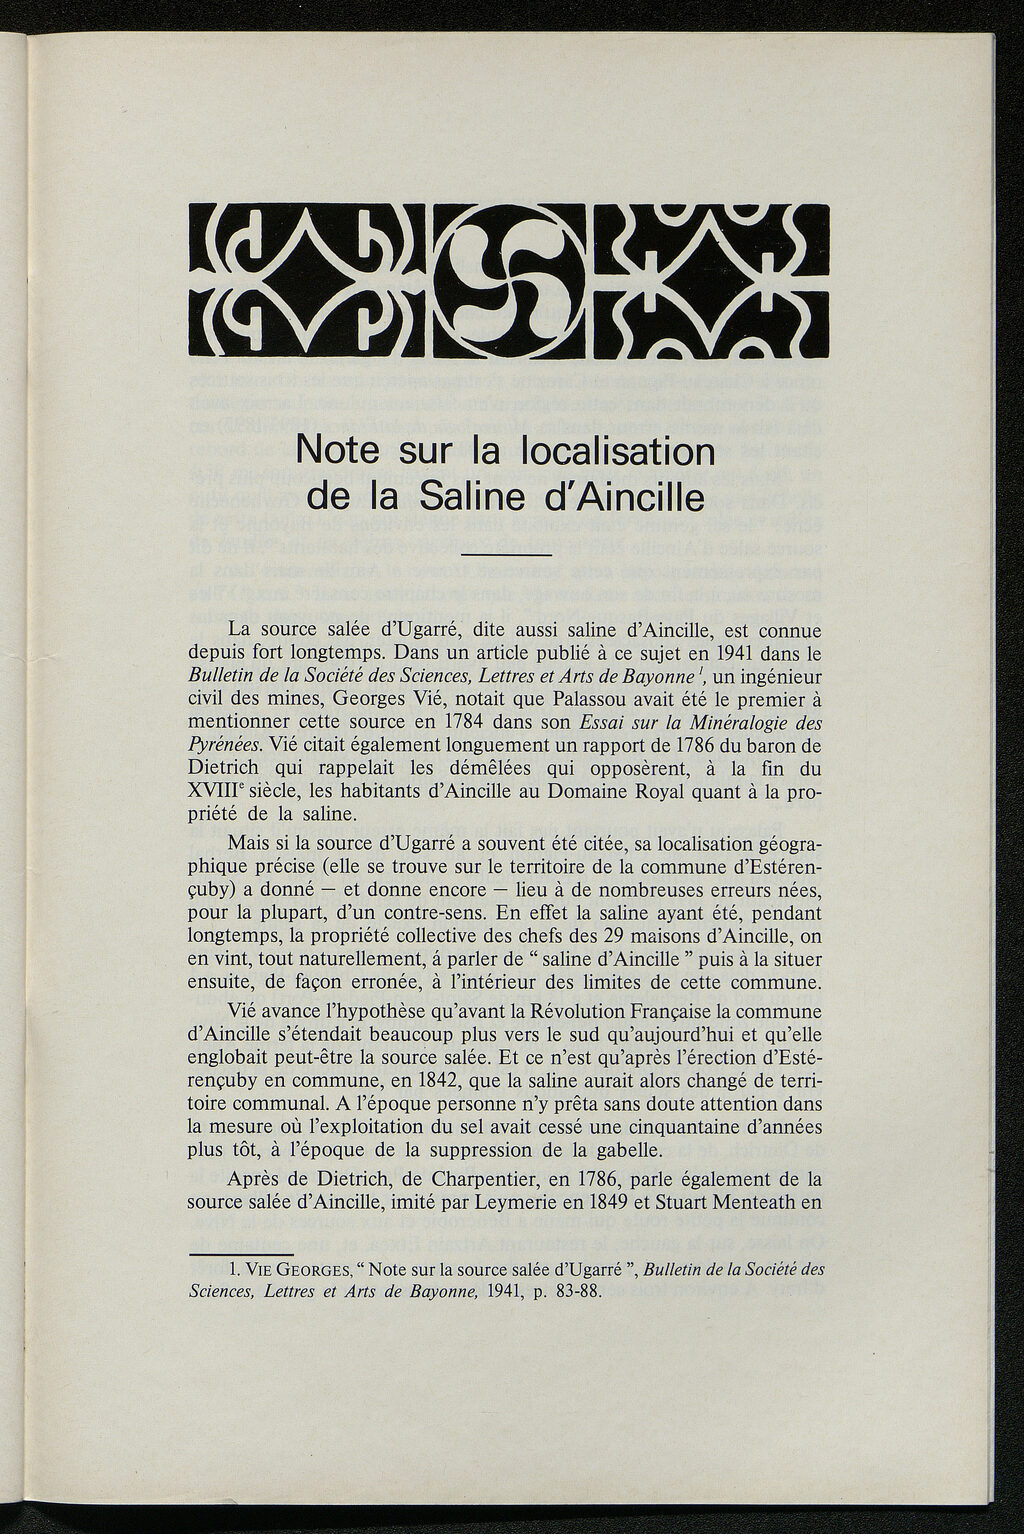 Note sur la localisation
de la Saline d'Aincille
La source salée d'Ugarré, dite aussi saline d'Aincille, est connue
depuis fort longtemps. Dans un article publié à ce sujet en 1941 dans le
Bulletin de la Société des Sciences, Lettres et Arts de Bayonne 1, un ingénieur
civil des mines, Georges Vié, notait que Palassou avait été le premier à
mentionner cette source en 1784 dans son Essai sur la Minéralogie des
Pyrénées. Vié citait également longuement un rapport de 1786 du baron de
Dietrich qui rappelait les démêlées qui opposèrent, à la fin du
XVIIIe siècle, les habitants d'Aincille au Domaine Royal quant à la pro-
priété de la saline.
Mais si la source d'Ugarré a souvent été citée, sa localisation géogra-
phique précise (elle se trouve sur le territoire de la commune d'Estéren-
çuby) a donné — et donne encore — lieu à de nombreuses erreurs nées,
pour la plupart, d'un contre-sens. En effet la saline ayant été, pendant
longtemps, la propriété collective des chefs des 29 maisons d'Aincille, on
en vint, tout naturellement, á parler de " saline d'Aincille " puis à la situer
ensuite, de façon erronée, à l'intérieur des limites de cette commune.
Vié avance l'hypothèse qu'avant la Révolution Française la commune
d'Aincille s'étendait beaucoup plus vers le sud qu'aujourd'hui et qu'elle
englobait peut-être la source salée. Et ce n'est qu'après l'érection d'Esté-
rençuby en commune, en 1842, que la saline aurait alors changé de terri-
toire communal. A l'époque personne n'y prêta sans doute attention dans
la mesure où l'exploitation du sel avait cessé une cinquantaine d'années
plus tôt, à l'époque de la suppression de la gabelle.
Après de Dietrich, de Charpentier, en 1786, parle également de la
source salée d'Aincille, imité par Leymerie en 1849 et Stuart Menteath en
1. VIE GEORGES, " Note sur la source salée d'Ugarré ", Bulletin de la Société des
Sciences, Lettres et Arts de Bayonne, 1941, p. 83-88.